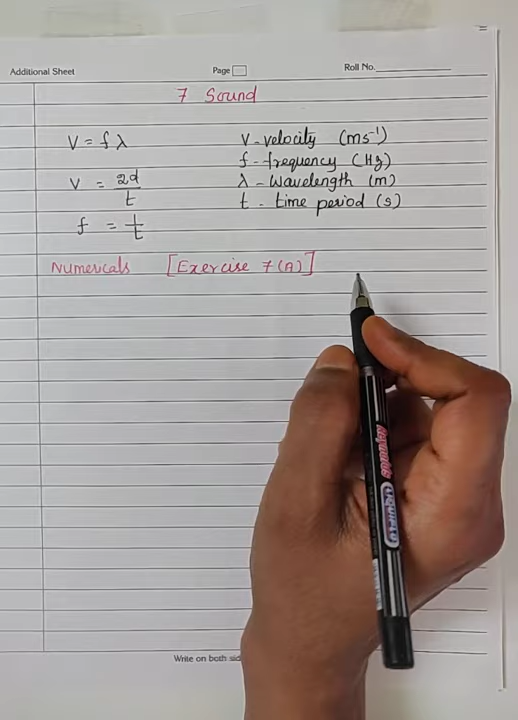 Additional Sheet Page Roll No.
7 Sound
V = fλ V - velocity (ms⁻¹)
f - frequency (Hz)
V = 2d/t λ - Wavelength (m)
t - time period (s)
f = 1/t
Numericals [Exercise 7(A)]
Write on both sid